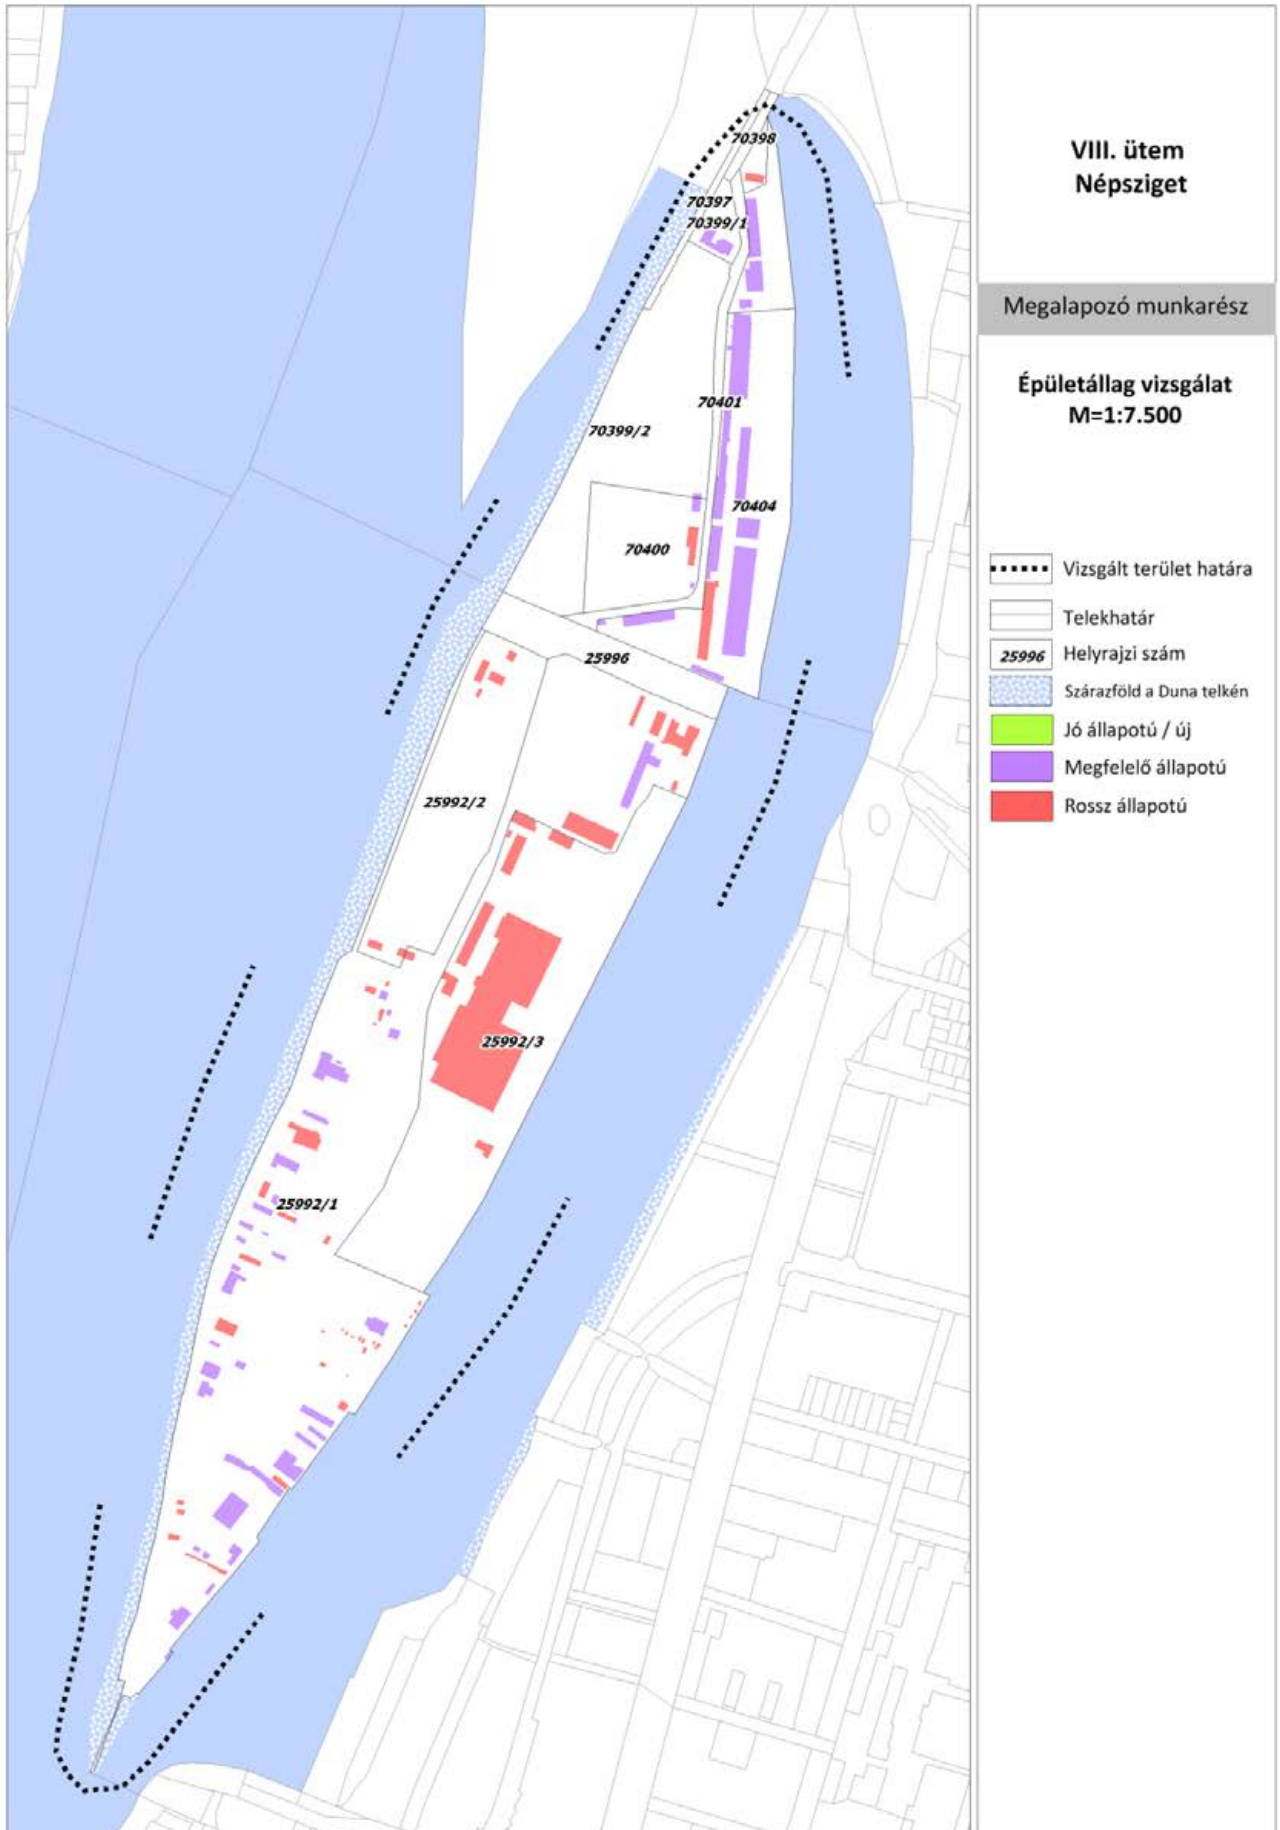 VIII. ütem
Népsziget
Megalapozó munkarész
Épületállag vizsgálat
M=1:7.500
Vizsgált terület határa
Telekhatár
25996 Helyrajzi szám
Szárazföld a Duna telkén
Jó állapotú / új
Megfelelő állapotú
Rossz állapotú
70398
70397
70399/1
70401
70399/2
70404
70400
25996
25992/2
25992/3
25992/1